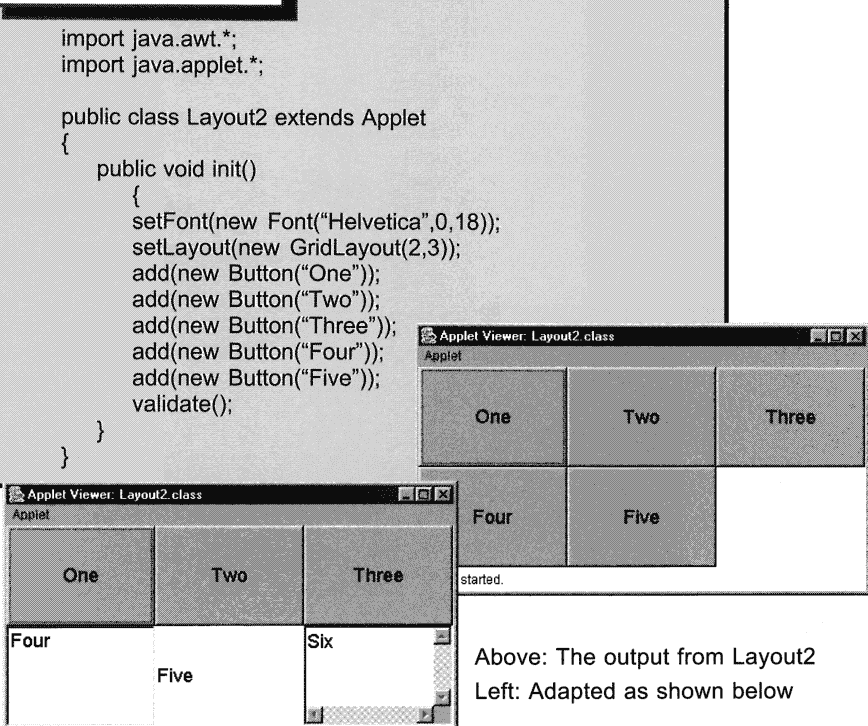 import java.awt.*;
import java.applet.*;
public class Layout2 extends Applet
{
public void init()
{
setFont(new Font(“Helvetica”,0,18));
setLayout(new GridLayout(2,3));
add(new Button(“One”));
add(new Button(“Two”));
add(new Button(“Three”));
add(new Button(“Four”));
add(new Button(“Five”));
validate();
}
}
Applet Viewer: Layout2.class
Applet
One Two Three
Four Five
started.
Applet Viewer: Layout2.class
Applet
One Two Three
Four
Five
Six
Above: The output from Layout2
Left: Adapted as shown below